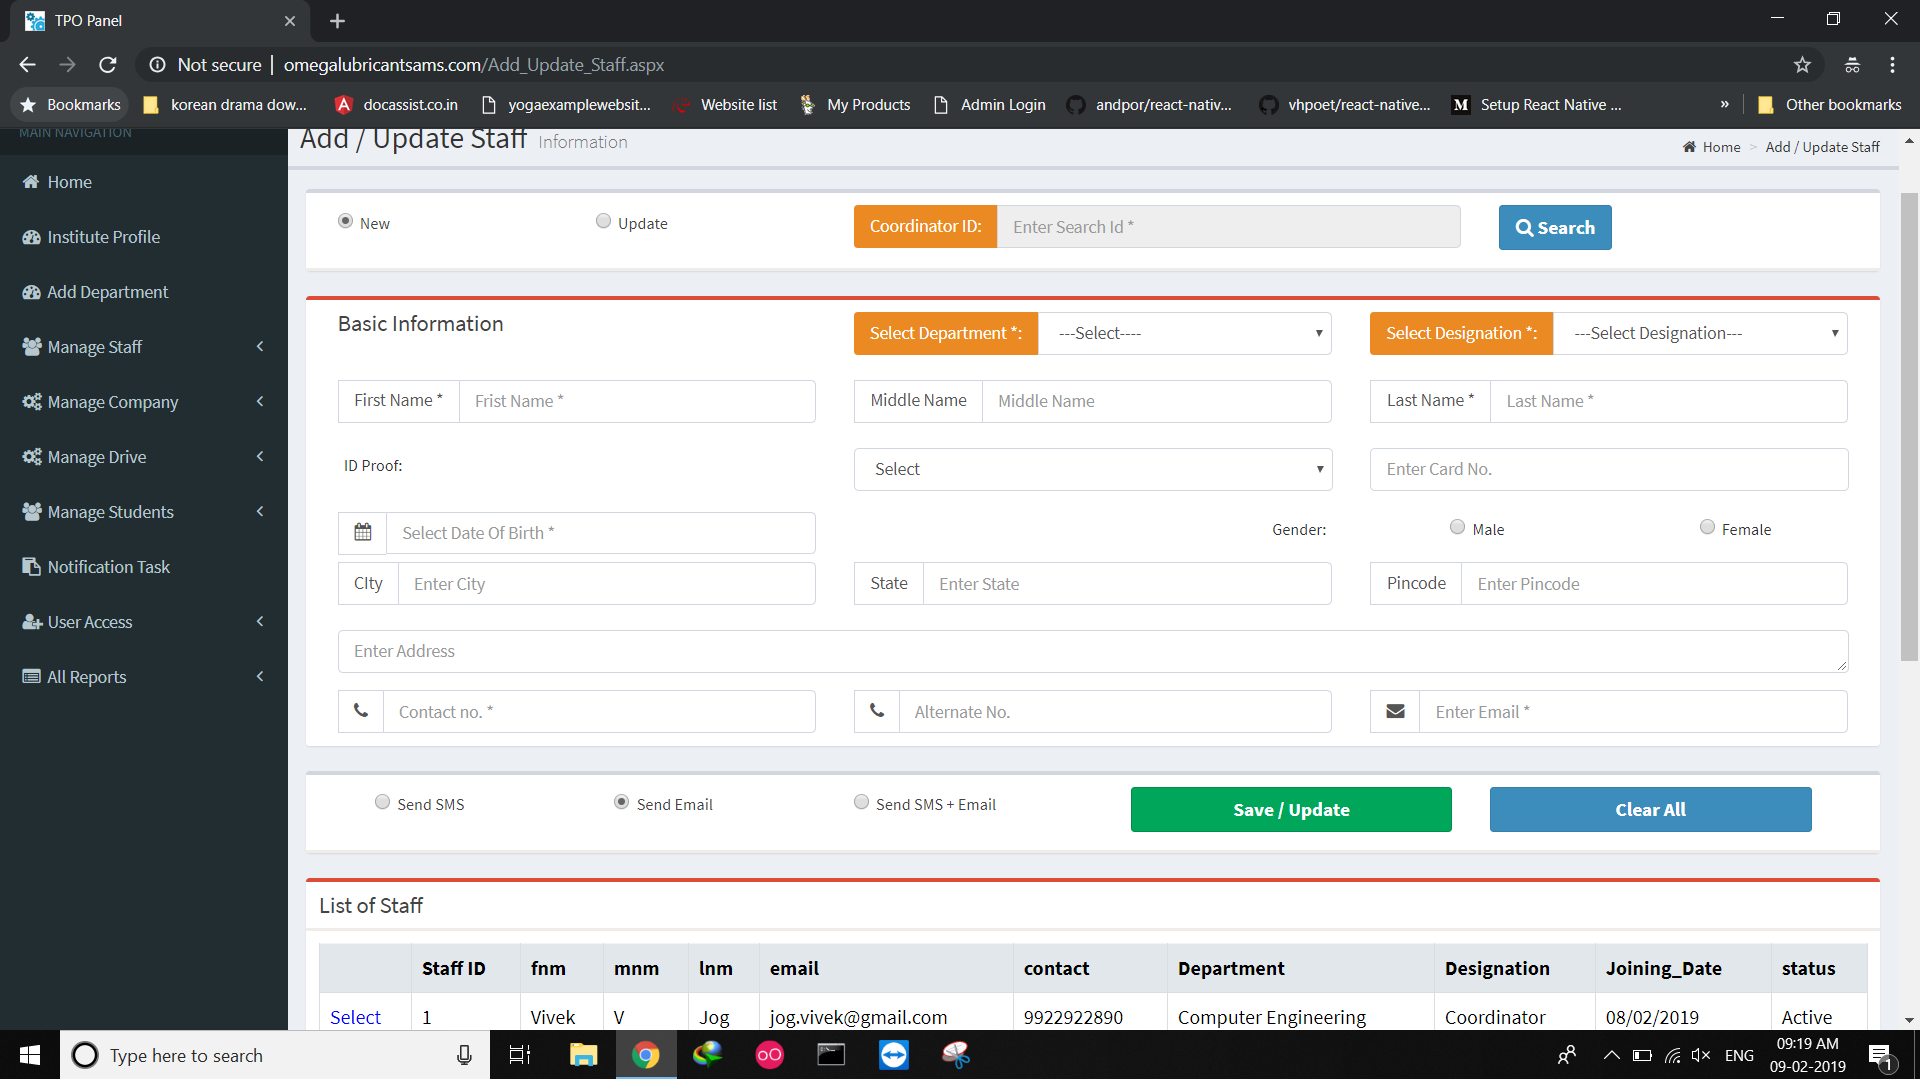 TPO Panel
Not secure | omegalubricantsams.com/Add_Update_Staff.aspx
Bookmarks korean drama dow... docassist.co.in yogaexamplewebsit... Website list My Products Admin Login andpor/react-nativ... vhpoet/react-native... M Setup React Native ... » Other bookmarks
MAIN NAVIGATION
Add / Update Staff Information
Home > Add / Update Staff
Home
Institute Profile
Add Department
Manage Staff
Manage Company
Manage Drive
Manage Students
Notification Task
User Access
All Reports
New Update Coordinator ID: Enter Search Id * Search
Basic Information Select Department *: ---Select---- Select Designation *: ---Select Designation---
First Name * Frist Name * Middle Name Middle Name Last Name * Last Name *
ID Proof: Select Enter Card No.
Select Date Of Birth * Gender: Male Female
CIty Enter City State Enter State Pincode Enter Pincode
Enter Address
Contact no. * Alternate No. Enter Email *
Send SMS Send Email Send SMS + Email Save / Update Clear All
List of Staff
Staff ID fnm mnm lnm email contact Department Designation Joining_Date status
Select 1 Vivek V Jog jog.vivek@gmail.com 9922922890 Computer Engineering Coordinator 08/02/2019 Active
Type here to search
ENG
09:19 AM
09-02-2019
1